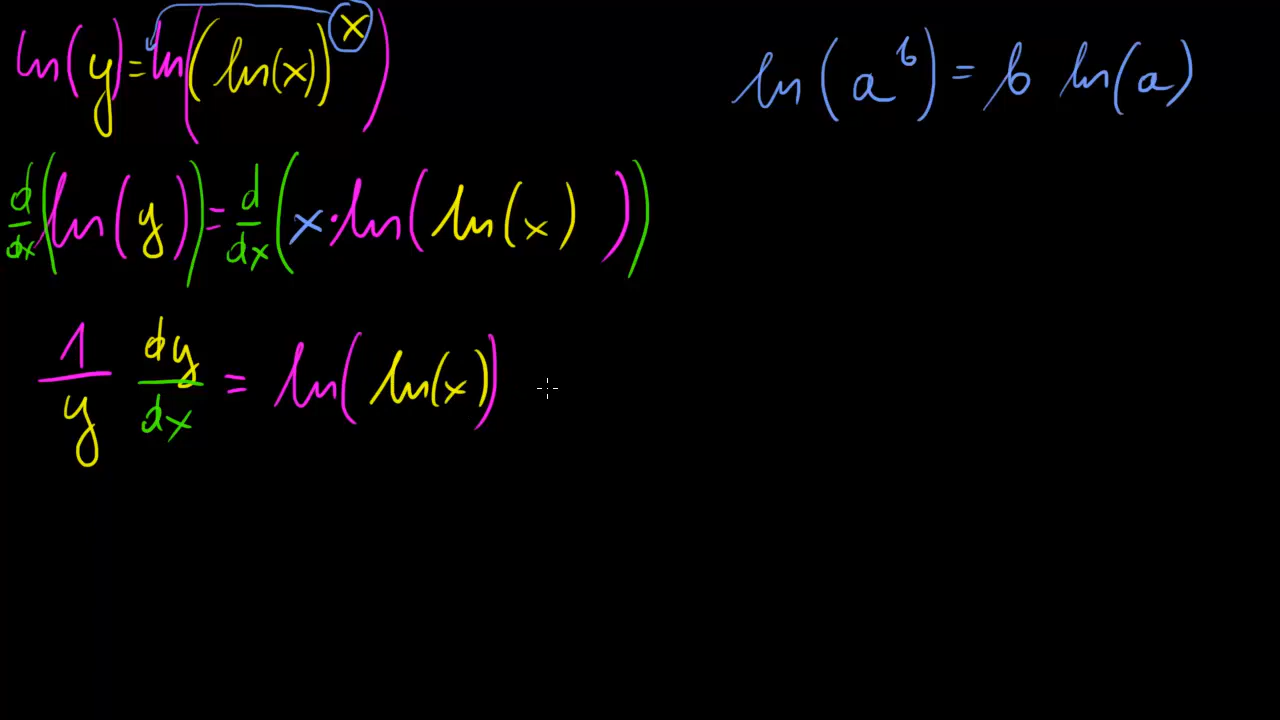 ln(y)=ln((ln(x))^x)
ln(a^b) = b ln(a)
d/dx(ln(y)) = d/dx(x·ln(ln(x)))
1/y dy/dx = ln(ln(x))